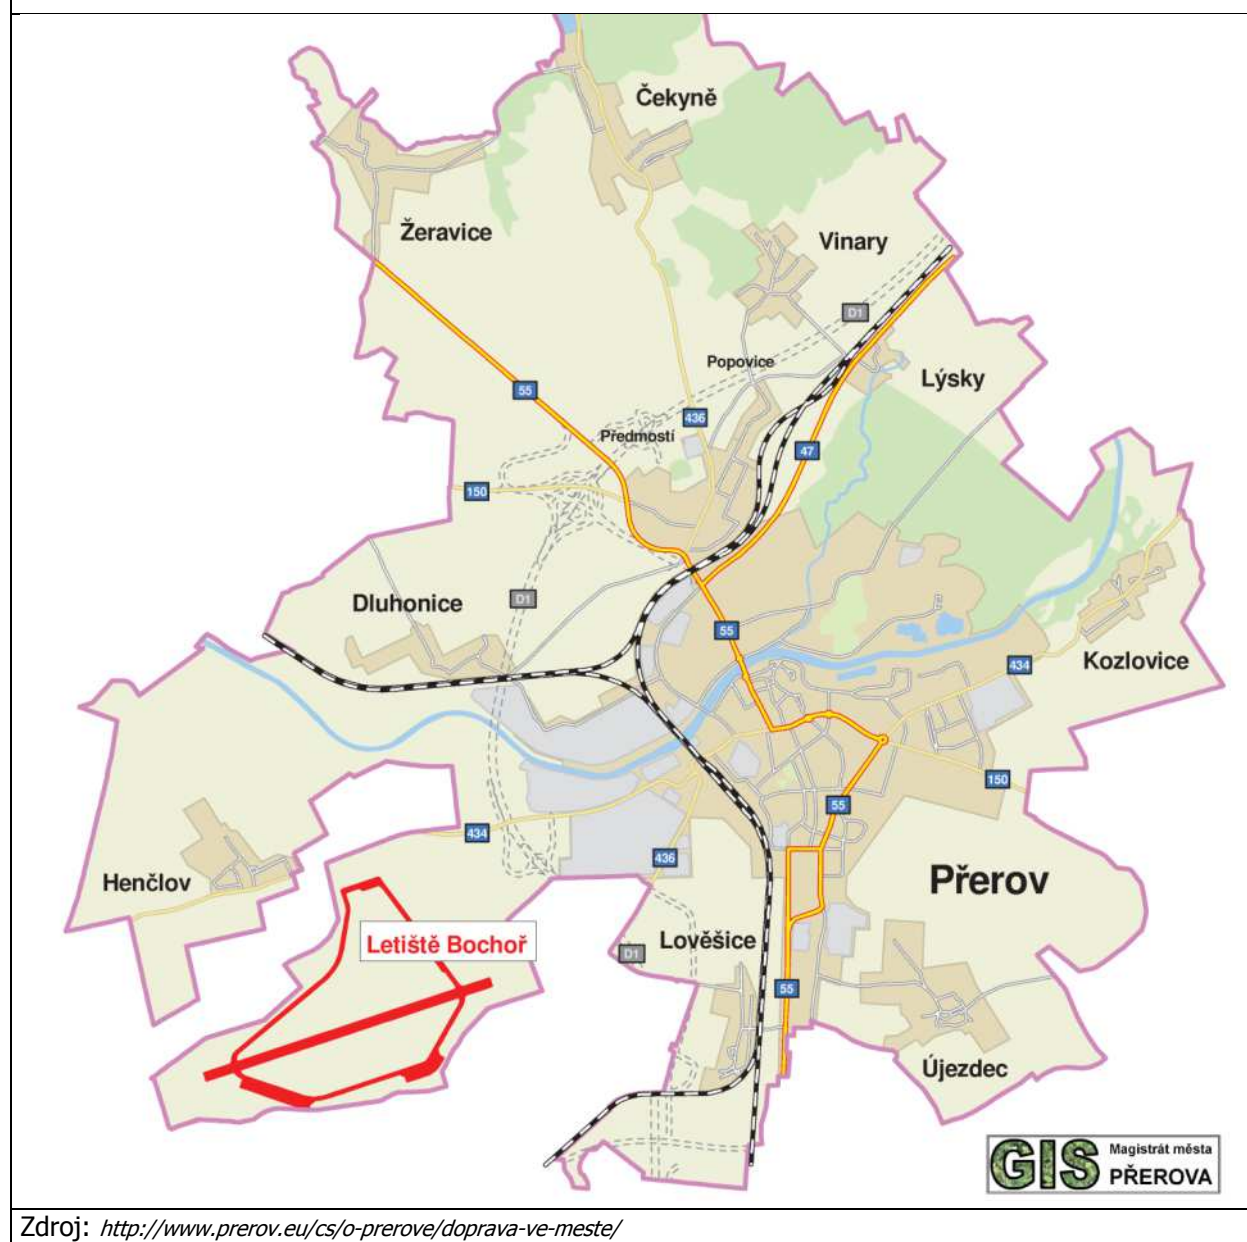 Čekyně
Žeravice
Vinary
D1
Popovice
Lýsky
55
436
Předmostí
47
150
Dluhonice
D1
55
434
Kozlovice
150
55
434
436
Henčlov
Přerov
Letiště Bochoř
Lověšice
D1
55
Újezdec
GIS
Magistrát města
PŘEROVA
Zdroj: http://www.prerov.eu/cs/o-prerove/doprava-ve-meste/